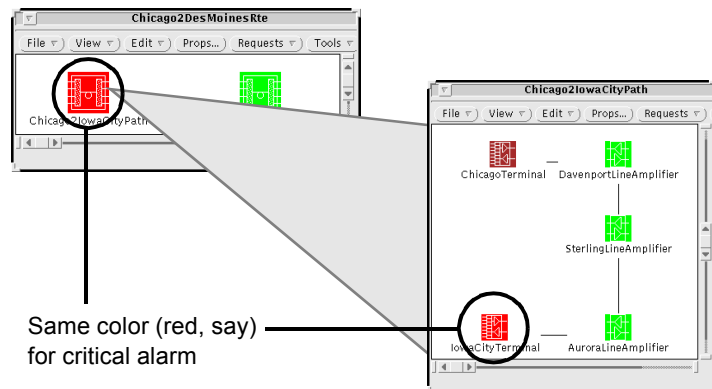 Chicago2DesMoinesRte
File View Edit Props... Requests Tools
Chicago2IowaCityPath
Chicago2IowaCityPath
File View Edit Props... Requests
ChicagoTerminal DavenportLineAmplifier
SterlingLineAmplifier
IowaCityTerminal AuroraLineAmplifier
Same color (red, say)
for critical alarm